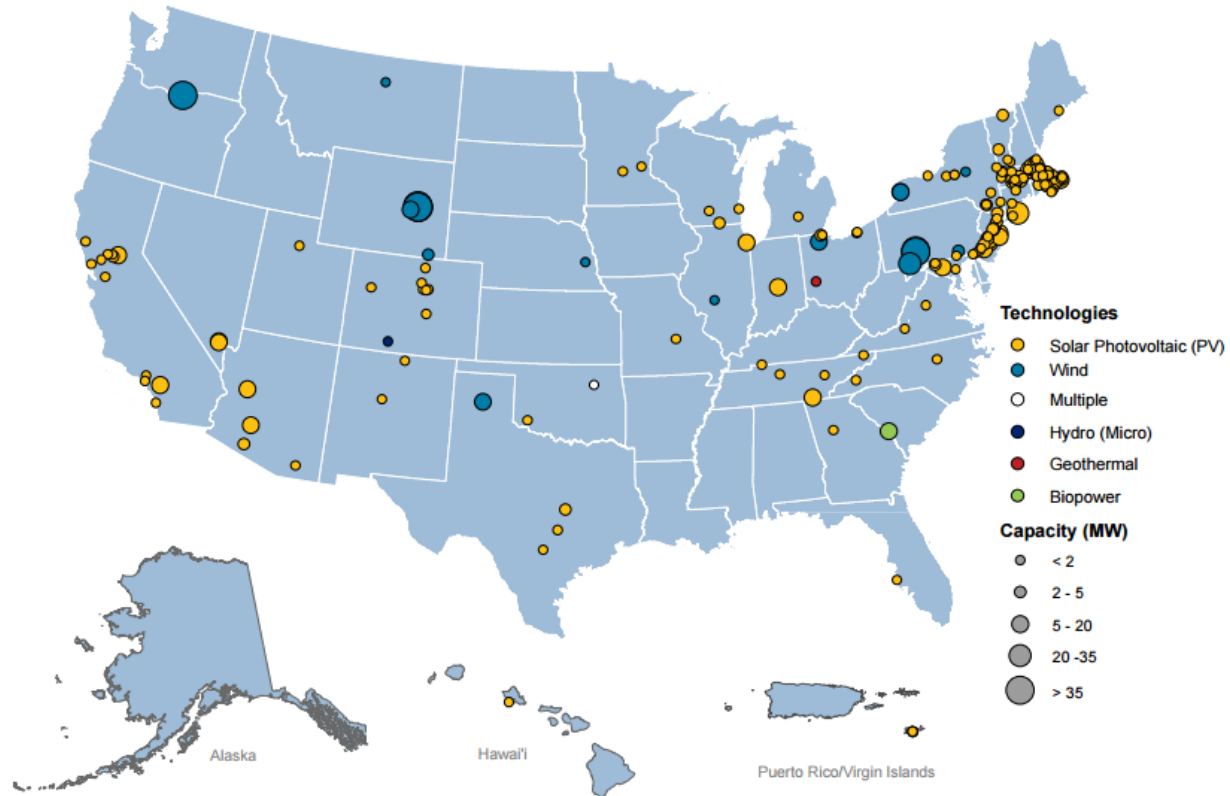 Technologies
Solar Photovoltaic (PV)
Wind
Multiple
Hydro (Micro)
Geothermal
Biopower
Capacity (MW)
< 2
2 - 5
5 - 20
20 -35
> 35
Alaska
Hawai'i
Puerto Rico/Virgin Islands